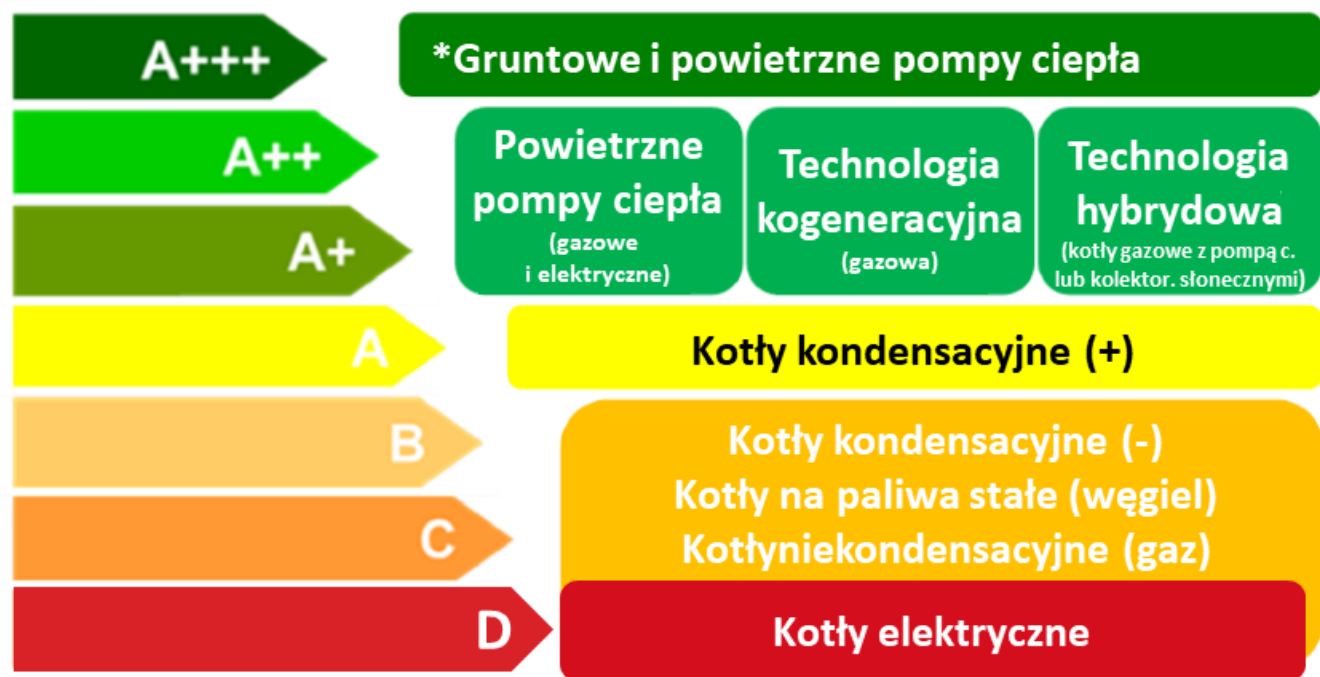 A+++
*Gruntowe i powietrzne pompy ciepła
A++
A+
Powietrzne
pompy ciepła
(gazowe
i elektryczne)
Technologia
kogeneracyjna
(gazowa)
Technologia
hybrydowa
(kotły gazowe z pompą c.
lub kolektor. słonecznymi)
A
Kotły kondensacyjne (+)
B
C
Kotły kondensacyjne (-)
Kotły na paliwa stałe (węgiel)
Kotłyniekondensacyjne (gaz)
D
Kotły elektryczne